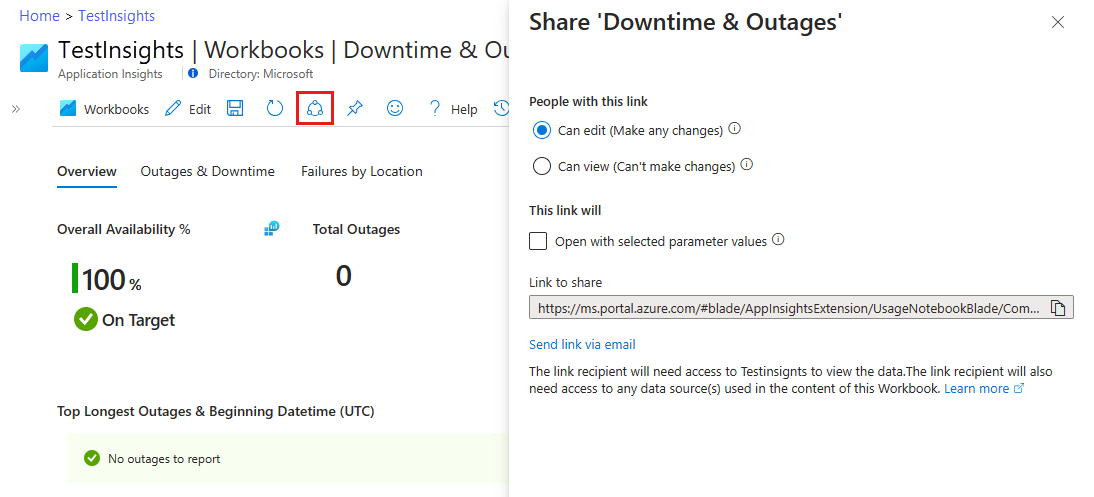 Home > TestInsights
TestInsights | Workbooks | Downtime & Ou
Application Insights
Directory: Microsoft
Workbooks Edit Help
Overview Outages & Downtime Failures by Location
Overall Availability % Total Outages
100 % 0
On Target
Top Longest Outages & Beginning Datetime (UTC)
No outages to report
Share 'Downtime & Outages'
People with this link
Can edit (Make any changes)
Can view (Can't make changes)
This link will
Open with selected parameter values
Link to share
https://ms.portal.azure.com/#blade/AppInsightsExtension/UsageNotebookBlade/Com...
Send link via email
The link recipient will need access to Testinsignts to view the data.The link recipient will also
need access to any data source(s) used in the content of this Workbook. Learn more